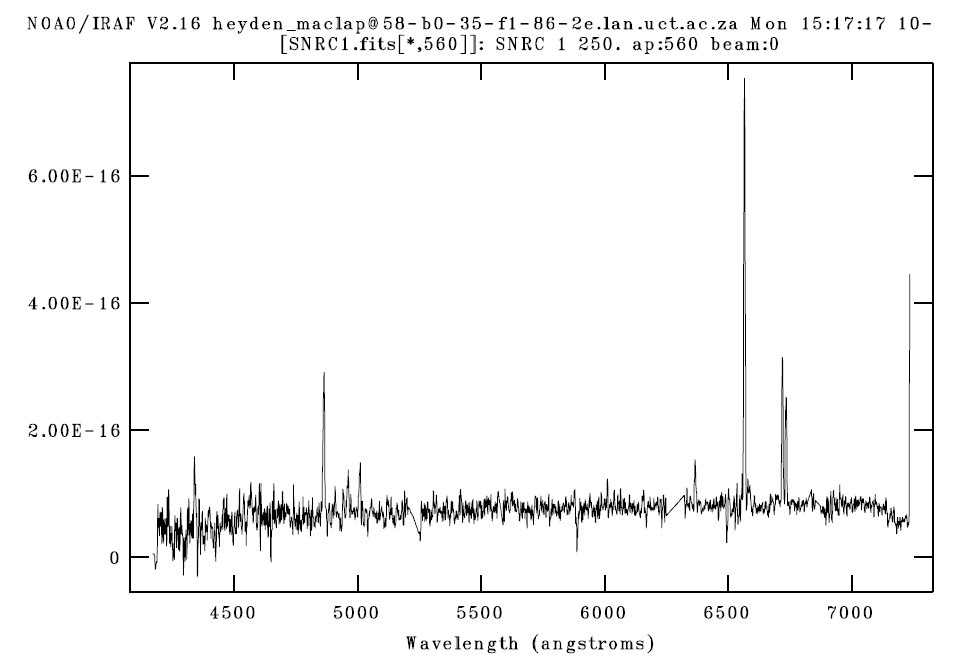 NOAO/IRAF V2.16 heyden_maclap@58-b0-35-f1-86-2e.lan.uct.ac.za Mon 15:17:17 10-
[SNRC1.fits[*,560]]: SNRC 1 250. ap:560 beam:0
6.00E-16
4.00E-16
2.00E-16
0
4500 5000 5500 6000 6500 7000
Wavelength (angstroms)